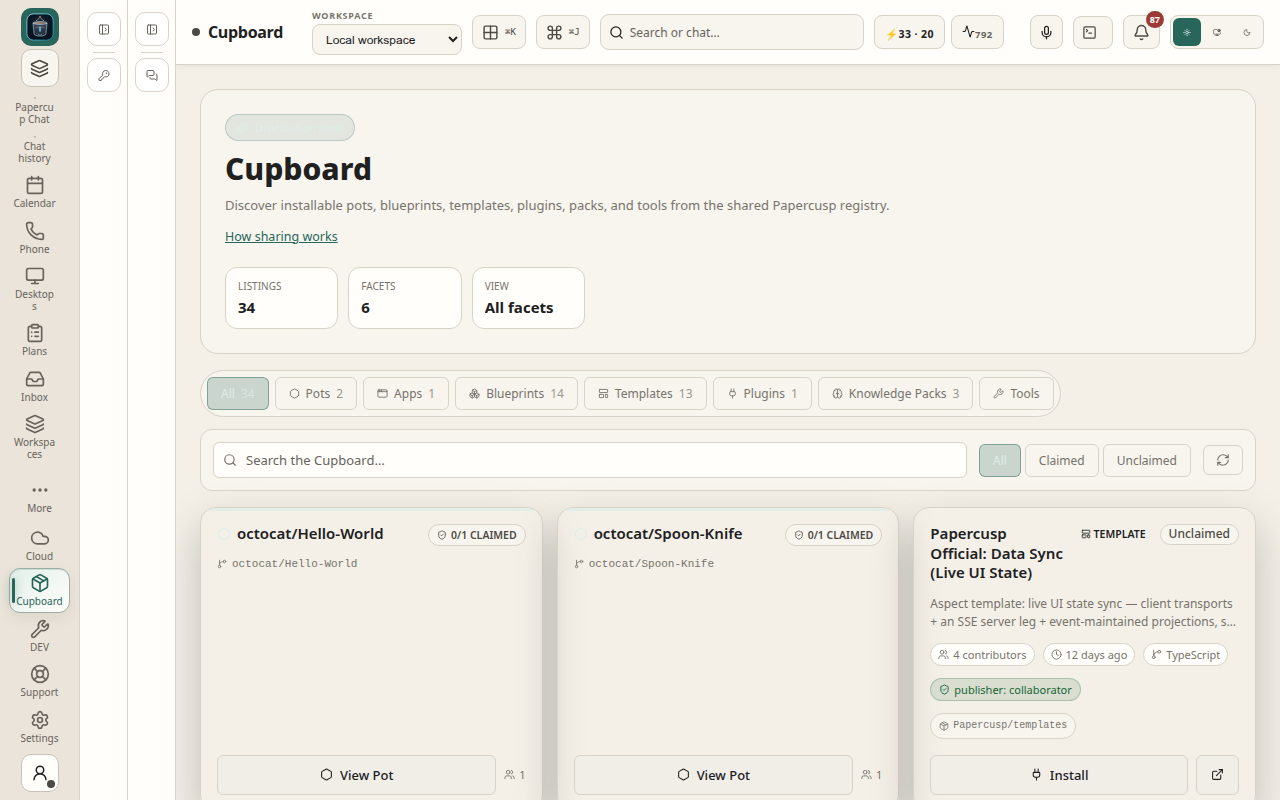 Cupboard
WORKSPACE
Local workspace
⌘K
⌘J
Search or chat...
⚡33 · 20
792
87
Papercu
p Chat
Chat
history
Calendar
Phone
Desktop
s
Plans
Inbox
Workspa
ces
More
Cloud
Cupboard
DEV
Support
Settings
Cupboard
Discover installable pots, blueprints, templates, plugins, packs, and tools from the shared Papercusp registry.
How sharing works
LISTINGS
34
FACETS
6
VIEW
All facets
All 34
Pots 2
Apps 1
Blueprints 14
Templates 13
Plugins 1
Knowledge Packs 3
Tools
Search the Cupboard...
All
Claimed
Unclaimed
octocat/Hello-World
0/1 CLAIMED
octocat/Hello-World
View Pot
1
octocat/Spoon-Knife
0/1 CLAIMED
octocat/Spoon-Knife
View Pot
1
Papercusp
Official: Data Sync
(Live UI State)
TEMPLATE
Unclaimed
Aspect template: live UI state sync — client transports
+ an SSE server leg + event-maintained projections, s...
4 contributors
12 days ago
TypeScript
publisher: collaborator
Papercusp/templates
Install